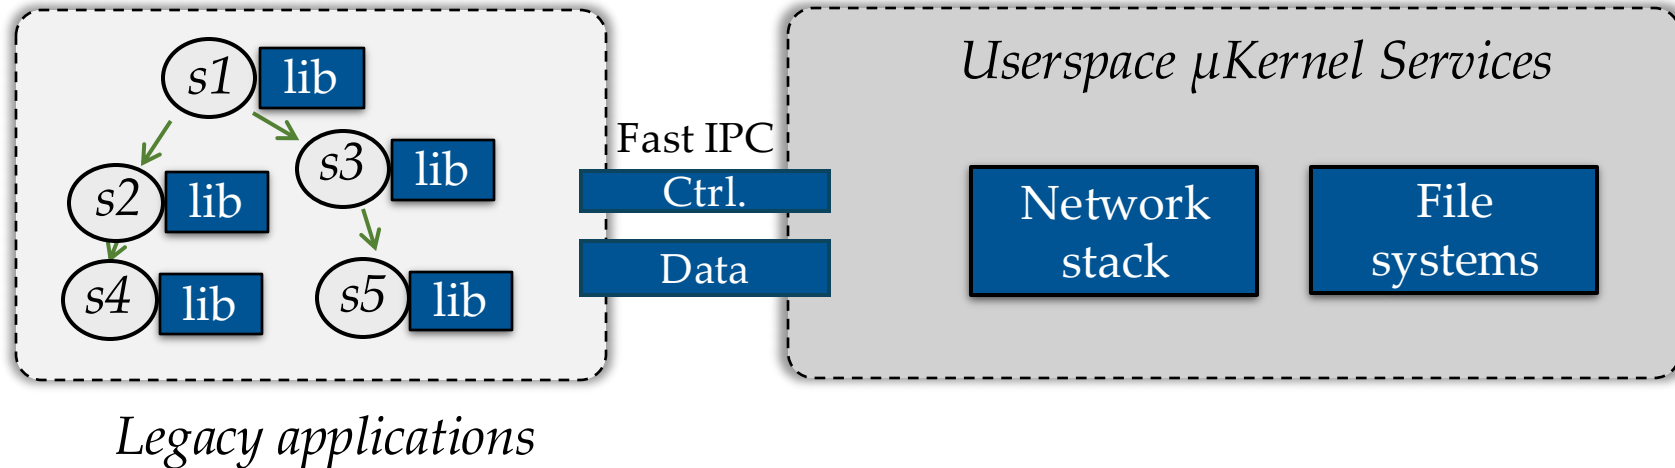 s1
lib
s3
lib
s2
lib
s4
lib
s5
lib
Legacy applications
Fast IPC
Ctrl.
Data
Userspace μKernel Services
Network
stack
File
systems